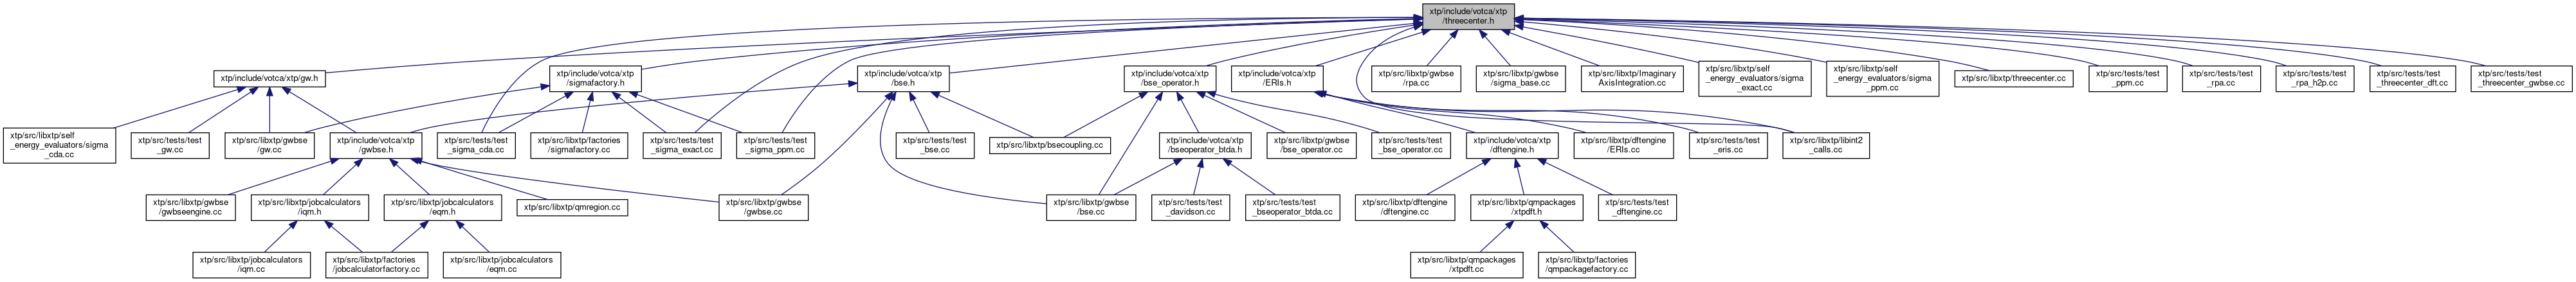 xtp/include/votca/xtp
/threecenter.h
xtp/include/votca/xtp/gw.h
xtp/include/votca/xtp
/sigmafactory.h
xtp/include/votca/xtp
/bse.h
xtp/include/votca/xtp
/bse_operator.h
xtp/include/votca/xtp
/ERIs.h
xtp/src/libxtp/gwbse
/rpa.cc
xtp/src/libxtp/gwbse
/sigma_base.cc
xtp/src/libxtp/Imaginary
AxisIntegration.cc
xtp/src/libxtp/self
_energy_evaluators/sigma
_exact.cc
xtp/src/libxtp/self
_energy_evaluators/sigma
_ppm.cc
xtp/src/libxtp/threecenter.cc
xtp/src/tests/test
_ppm.cc
xtp/src/tests/test
_rpa.cc
xtp/src/tests/test
_rpa_h2p.cc
xtp/src/tests/test
_threecenter_dft.cc
xtp/src/tests/test
_threecenter_gwbse.cc
xtp/src/libxtp/self
_energy_evaluators/sigma
_cda.cc
xtp/src/tests/test
_gw.cc
xtp/src/libxtp/gwbse
/gw.cc
xtp/include/votca/xtp
/gwbse.h
xtp/src/tests/test
_sigma_cda.cc
xtp/src/libxtp/factories
/sigmafactory.cc
xtp/src/tests/test
_sigma_exact.cc
xtp/src/tests/test
_sigma_ppm.cc
xtp/src/tests/test
_bse.cc
xtp/src/libxtp/bsecoupling.cc
xtp/include/votca/xtp
/bseoperator_btda.h
xtp/src/libxtp/gwbse
/bse_operator.cc
xtp/src/tests/test
_bse_operator.cc
xtp/include/votca/xtp
/dftengine.h
xtp/src/libxtp/dftengine
/ERIs.cc
xtp/src/tests/test
_eris.cc
xtp/src/libxtp/libint2
_calls.cc
xtp/src/libxtp/gwbse
/gwbseengine.cc
xtp/src/libxtp/jobcalculators
/iqm.h
xtp/src/libxtp/jobcalculators
/eqm.h
xtp/src/libxtp/qmregion.cc
xtp/src/libxtp/gwbse
/gwbse.cc
xtp/src/libxtp/gwbse
/bse.cc
xtp/src/tests/test
_davidson.cc
xtp/src/tests/test
_bseoperator_btda.cc
xtp/src/libxtp/dftengine
/dftengine.cc
xtp/src/libxtp/qmpackages
/xtpdft.h
xtp/src/tests/test
_dftengine.cc
xtp/src/libxtp/jobcalculators
/iqm.cc
xtp/src/libxtp/factories
/jobcalculatorfactory.cc
xtp/src/libxtp/jobcalculators
/eqm.cc
xtp/src/libxtp/qmpackages
/xtpdft.cc
xtp/src/libxtp/factories
/qmpackagefactory.cc